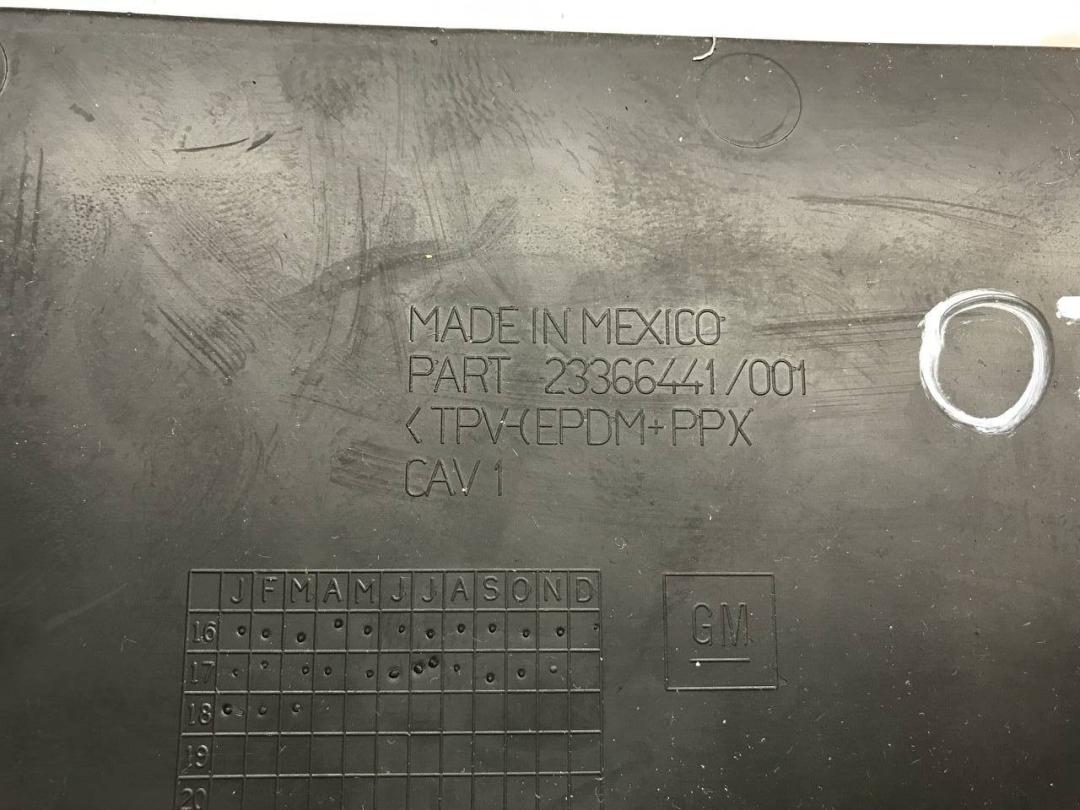 MADE IN MEXICO
PART 23366441/001
<TPV-(EPDM+PP)<
CAV 1
J F M A M J J A S O N D
16
17
18
19
20
GM